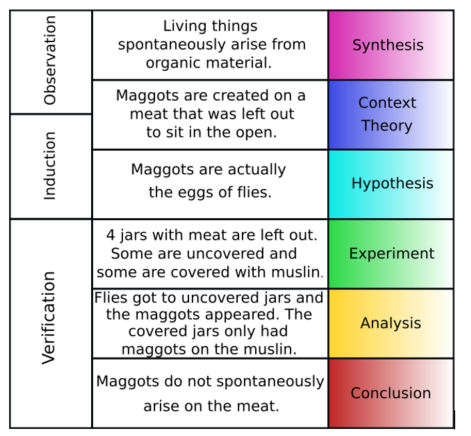 Observation
Living things
spontaneously arise from
organic material.
Synthesis
Maggots are created on a
meat that was left out
to sit in the open.
Context
Theory
Induction
Maggots are actually
the eggs of flies.
Hypothesis
Verification
4 jars with meat are left out.
Some are uncovered and
some are covered with muslin.
Experiment
Flies got to uncovered jars and
the maggots appeared. The
covered jars only had
maggots on the muslin.
Analysis
Maggots do not spontaneously
arise on the meat.
Conclusion